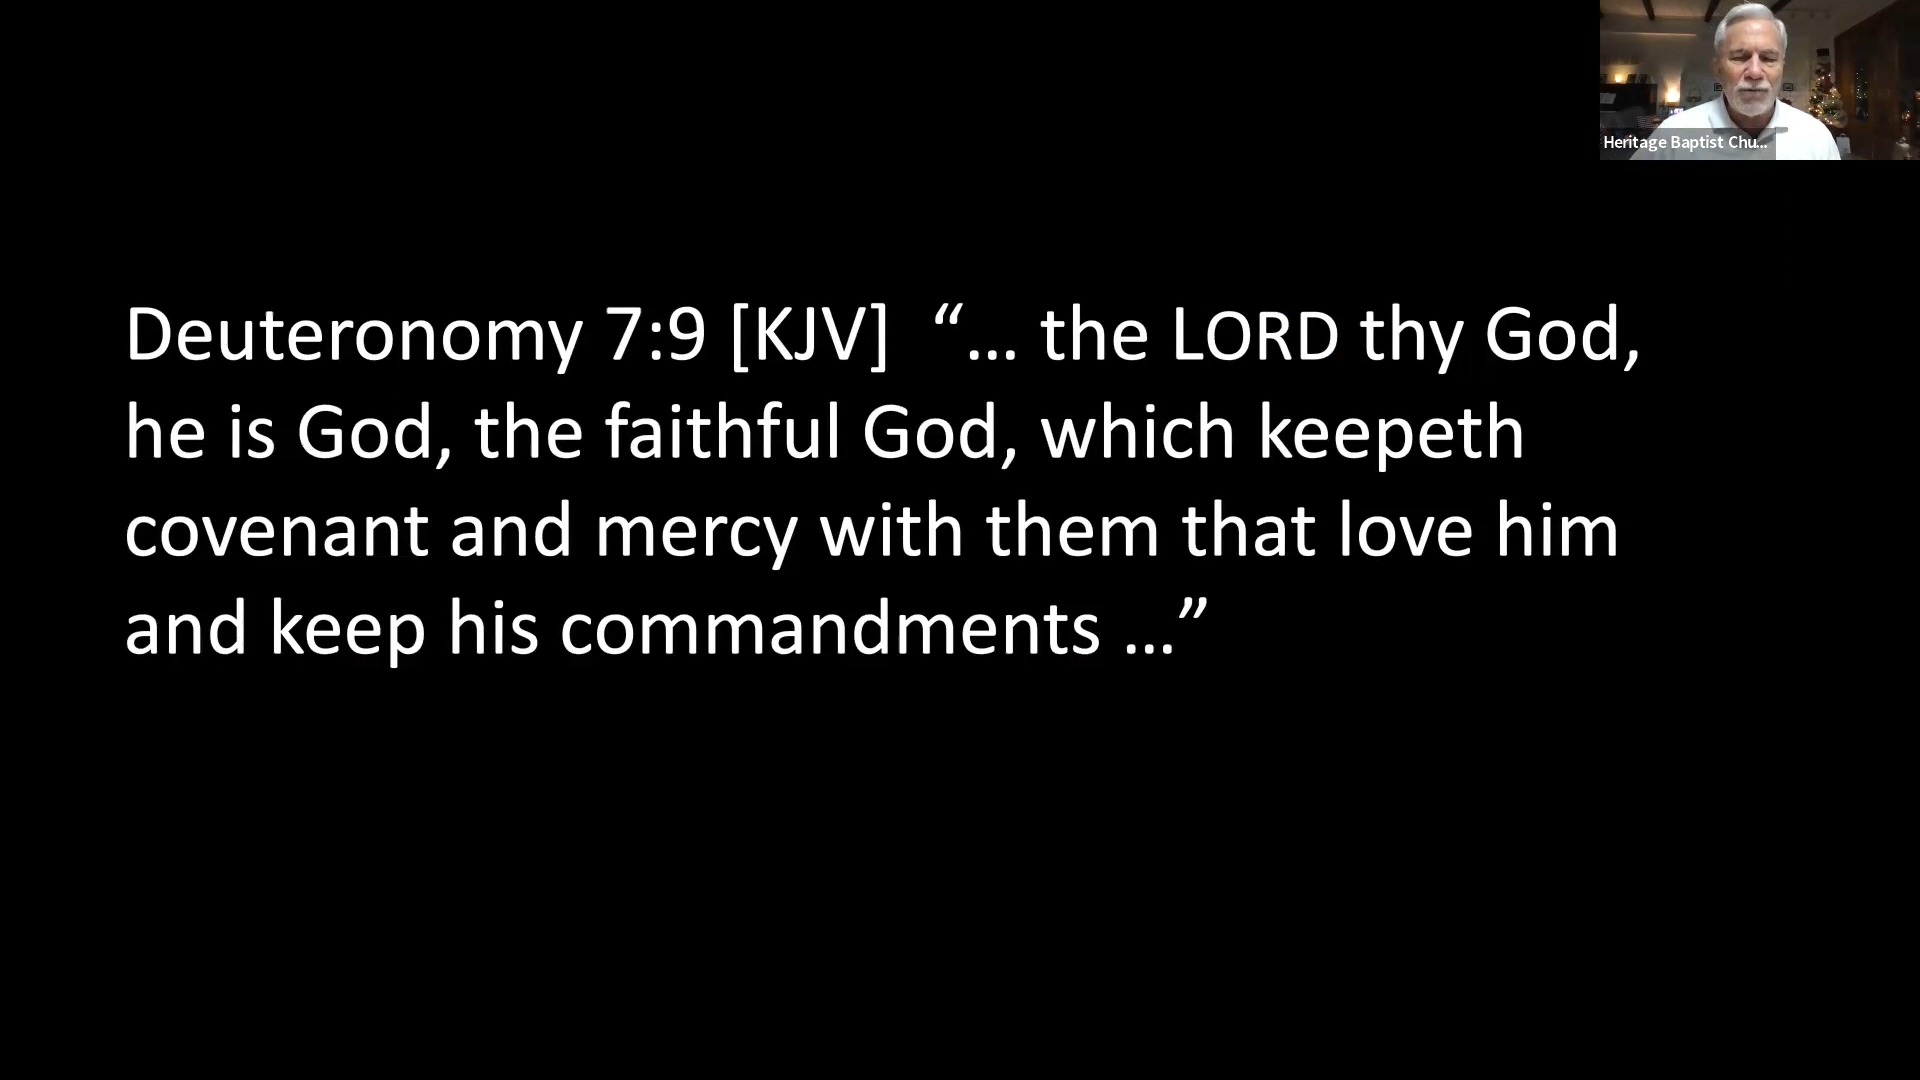 Heritage Baptist Chu...
Deuteronomy 7:9 [KJV]  “... the LORD thy God,
he is God, the faithful God, which keepeth
covenant and mercy with them that love him
and keep his commandments ...”